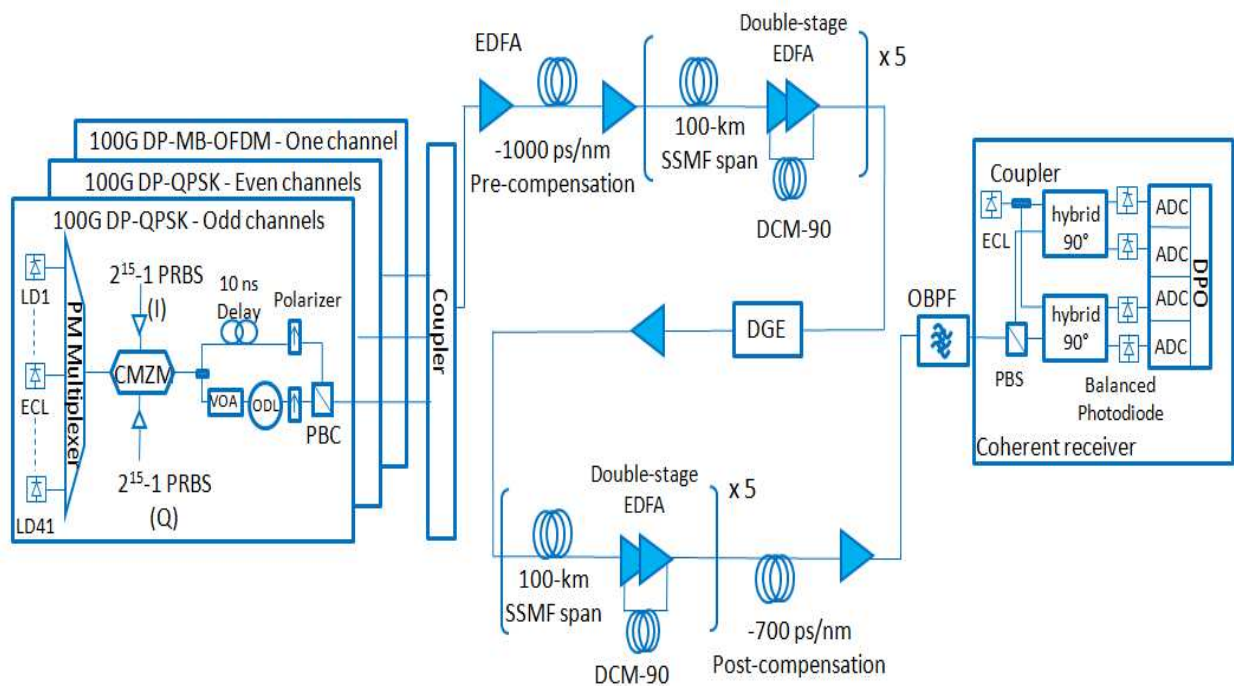 100G DP-MB-OFDM - One channel
100G DP-QPSK - Even channels
100G DP-QPSK - Odd channels
LD1
ECL
LD41
PM Multiplexer
2¹⁵-1 PRBS
(I)
CMZM
2¹⁵-1 PRBS
(Q)
10 ns
Delay
Polarizer
VOA
ODL
PBC
Coupler
EDFA
-1000 ps/nm
Pre-compensation
100-km
SSMF span
Double-stage
EDFA
DCM-90
x 5
DGE
100-km
SSMF span
Double-stage
EDFA
DCM-90
x 5
-700 ps/nm
Post-compensation
OBPF
Coupler
ECL
PBS
hybrid
90°
hybrid
90°
Balanced
Photodiode
ADC
ADC
ADC
ADC
DPO
Coherent receiver